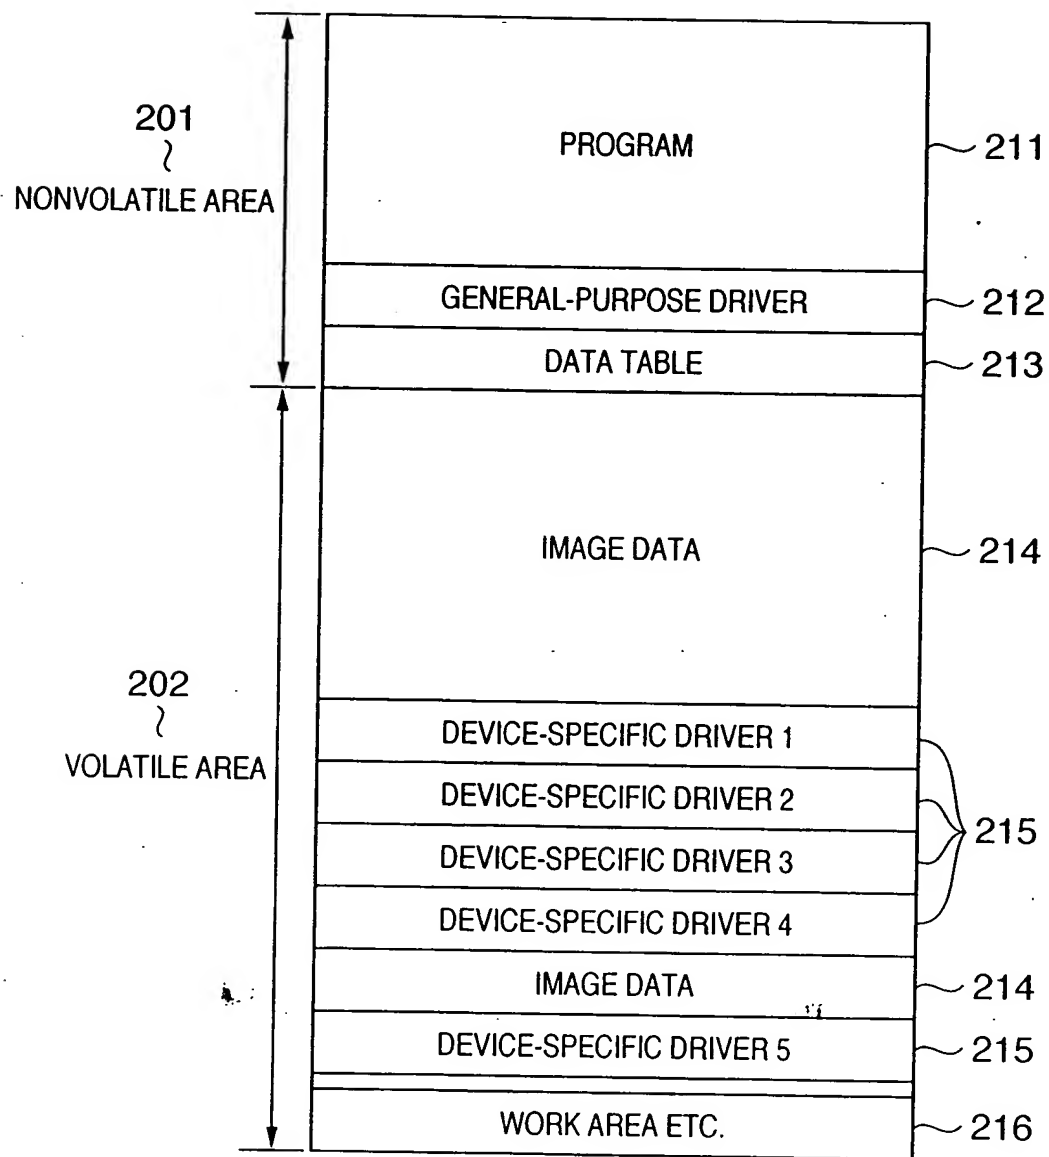 201
NONVOLATILE AREA
PROGRAM
211
GENERAL-PURPOSE DRIVER
212
DATA TABLE
213
IMAGE DATA
214
202
VOLATILE AREA
DEVICE-SPECIFIC DRIVER 1
DEVICE-SPECIFIC DRIVER 2
DEVICE-SPECIFIC DRIVER 3
DEVICE-SPECIFIC DRIVER 4
215
IMAGE DATA
214
DEVICE-SPECIFIC DRIVER 5
215
WORK AREA ETC.
216